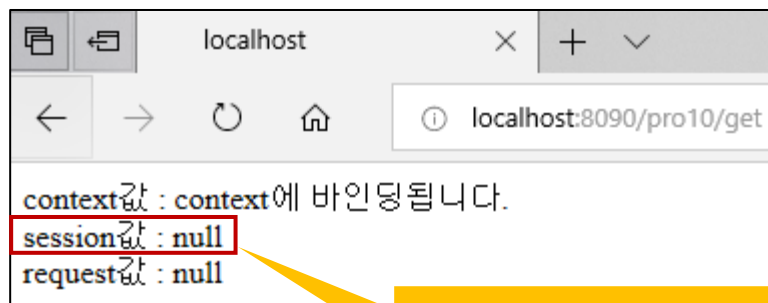 localhost
localhost:8090/pro10/get
context값 : context에 바인딩됩니다.
session값 : null
request값 : null